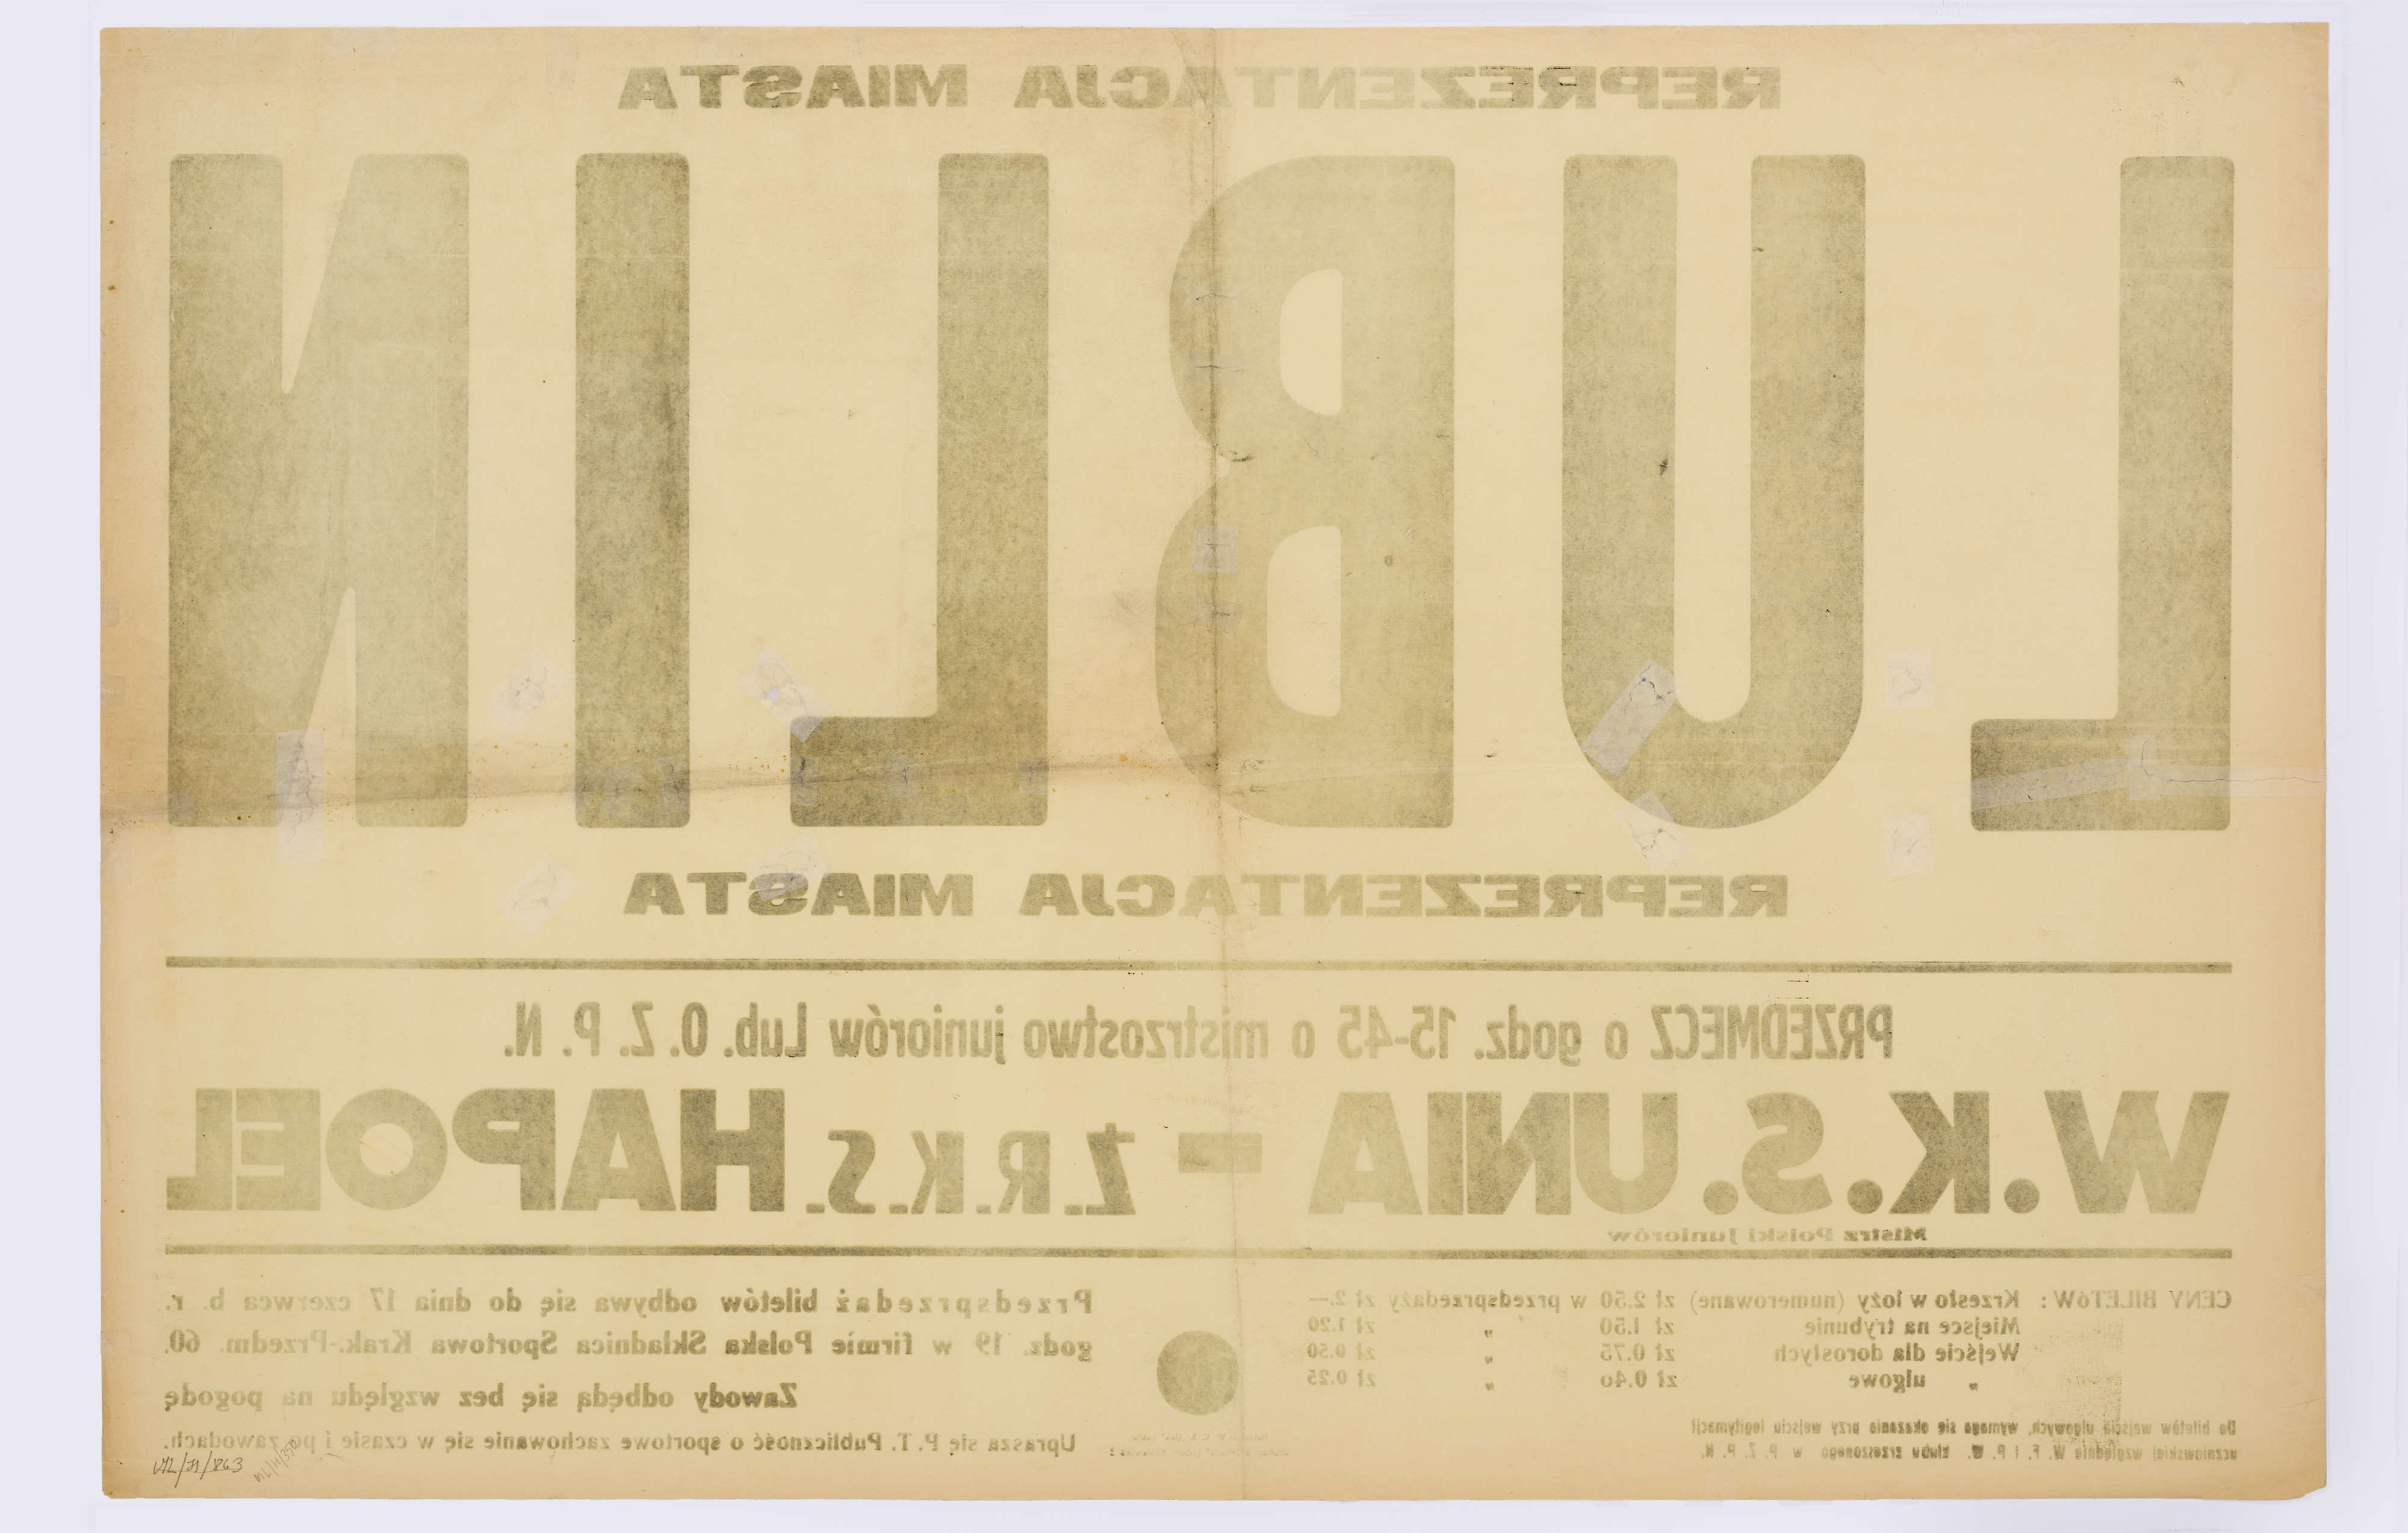 REPREZENTACJA MIASTA
LUBLIN
REPREZENTACJA MIASTA
PRZEDMECZ o godz. 15-45 o mistrzostwo juniorów Lub. O. Z. P. N.
W.K.S. UNIA - Ż.R.K.S. HAPOEL
Mistrz Polski Juniorów
CENY BILETÓW: Krzesło w loży (numerowane) zł 2.50 w przedsprzedaży zł 2.—
Miejsce na trybunie zł 1.50 „ zł 1.20
Wejście dla dorosłych zł 0.75 „ zł 0.50
„ ulgowe zł 0.4o „ zł 0.25
Do biletów wejścia ulgowych, wymaga się okazania przy wejściu legitymacji
uczniowskiej względnie W. F. i P. W. klubu zrzeszonego w P. Z. P. N.
Przedsprzedaż biletów odbywa się do dnia 17 czerwca b. r.
godz. 19 w firmie Polska Składnica Sportowa Krak.-Przedm. 60.
Zawody odbędą się bez względu na pogodę
Uprasza się P. T. Publiczność o sportowe zachowanie się w czasie i po zawodach.